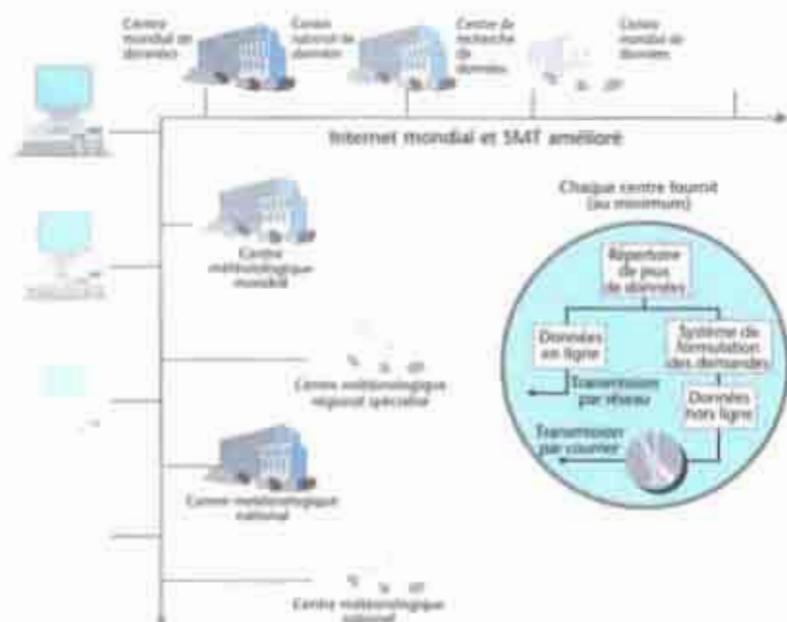 Centre
mondial de
données
Centre
national de
données
Centre de
recherche
de
données
Centre
mondial de
données
Internet mondial et SMT amélioré
Chaque centre fournit
(au minimum)
Centre
météorologique
mondial
Répertoire
de jeux
de données
Données
en ligne
Système de
formulation
des demandes
Centre météorologique
régional spécialisé
Transmission
par réseau
Données
hors ligne
Transmission
par courrier
Centre météorologique
national
Centre météorologique
national